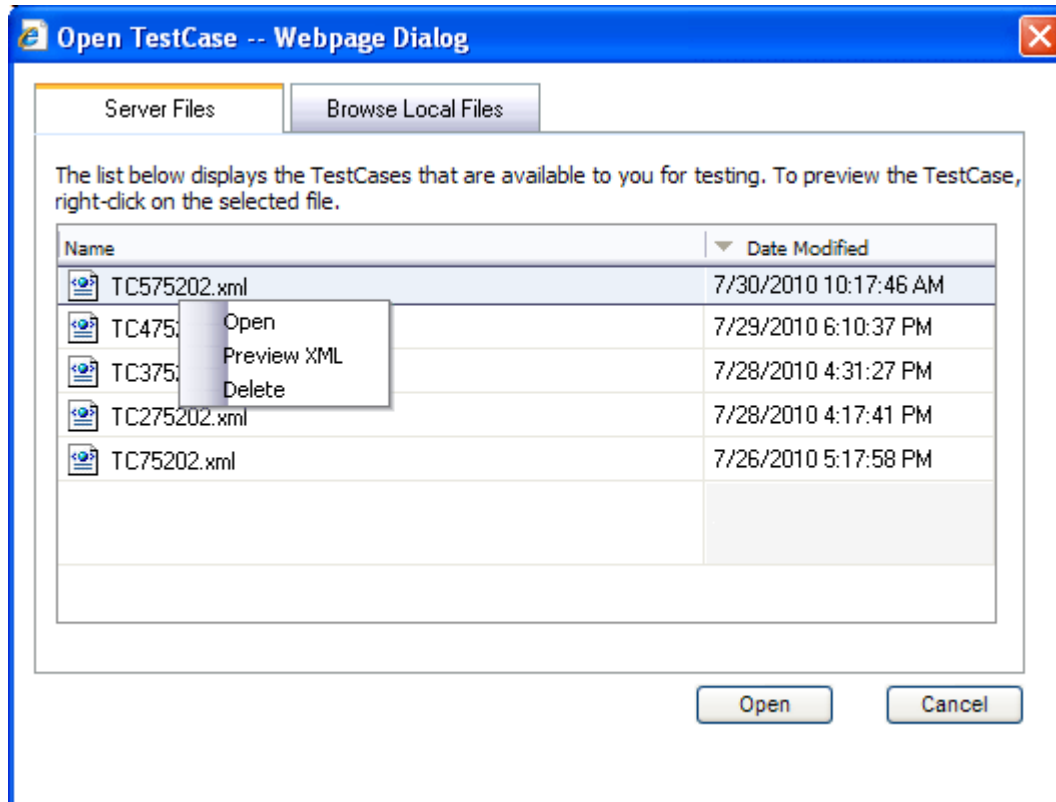 Open TestCase -- Webpage Dialog
Server Files
Browse Local Files
The list below displays the TestCases that are available to you for testing. To preview the TestCase,
right-click on the selected file.
Name
Date Modified
TC575202.xml
7/30/2010 10:17:46 AM
Open
TC475
7/29/2010 6:10:37 PM
Preview XML
TC375
7/28/2010 4:31:27 PM
Delete
TC275202.xml
7/28/2010 4:17:41 PM
TC75202.xml
7/26/2010 5:17:58 PM
Open
Cancel